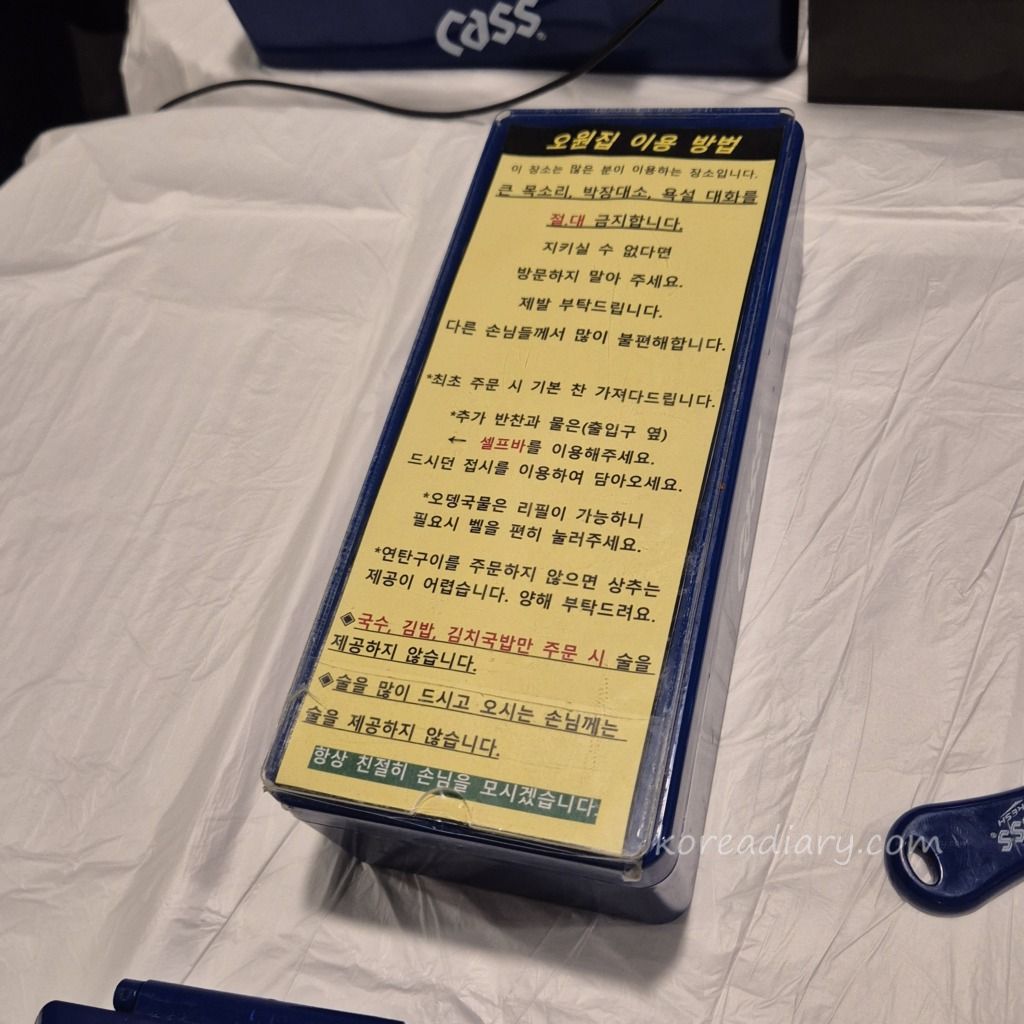 cass
오원집 이용 방법
이 장소는 많은 분이 이용하는 장소입니다.
큰 목소리, 박장대소, 욕설 대화를
절.대 금지합니다.
지키실 수 없다면
방문하지 말아 주세요.
제발 부탁드립니다.
다른 손님들께서 많이 불편해합니다.
*최초 주문 시 기본 찬 가져다드립니다.
*추가 반찬과 물은(출입구 옆)
← 셀프바를 이용해주세요.
드시던 접시를 이용하여 담아오세요.
*오뎅국물은 리필이 가능하니
필요시 벨을 편히 눌러주세요.
*연탄구이를 주문하지 않으면 상추는
제공이 어렵습니다. 양해 부탁드려요.
◈국수, 김밥, 김치국밥만 주문 시 술을
제공하지 않습니다.
◈술을 많이 드시고 오시는 손님께는
술을 제공하지 않습니다.
항상 친절히 손님을 모시겠습니다.
koreadiary.com